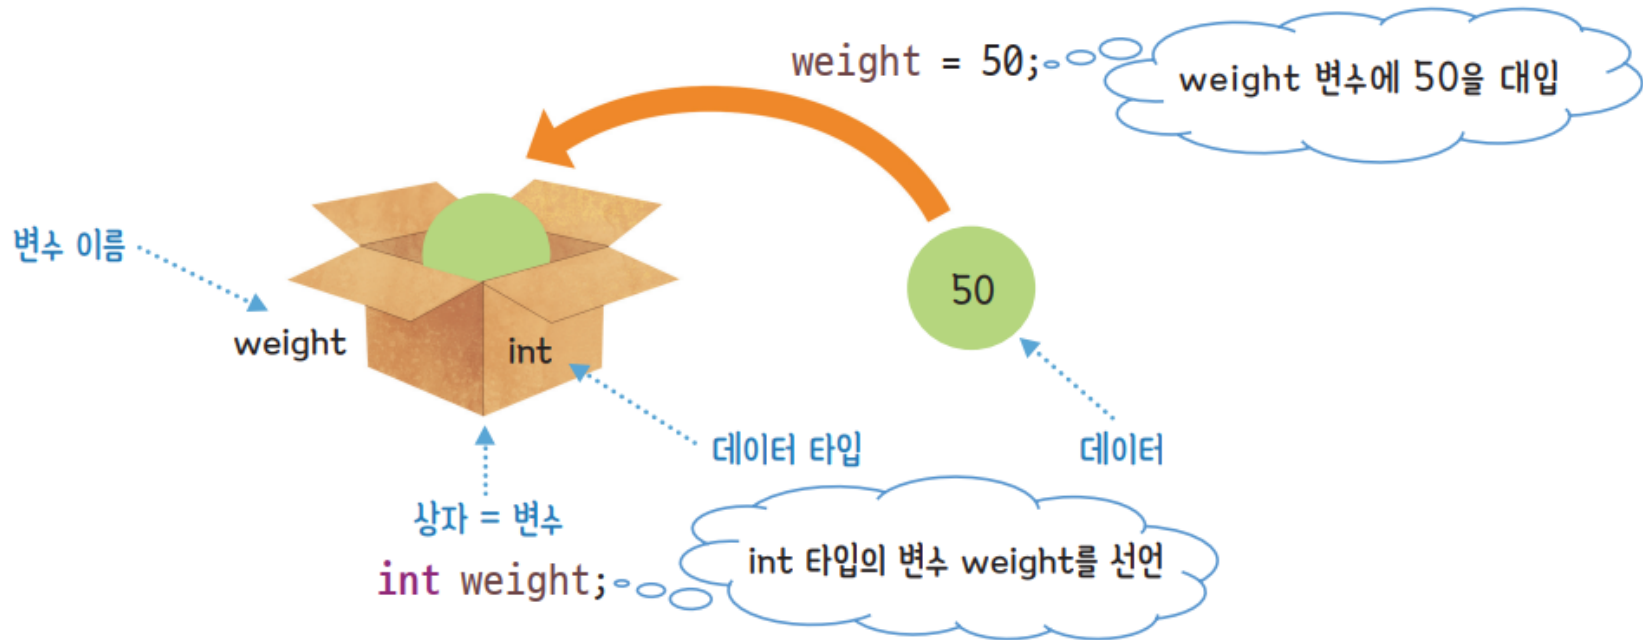 weight = 50;
weight 변수에 50을 대입
변수 이름
50
weight
int
데이터 타입
데이터
상자 = 변수
int 타입의 변수 weight를 선언
int weight;